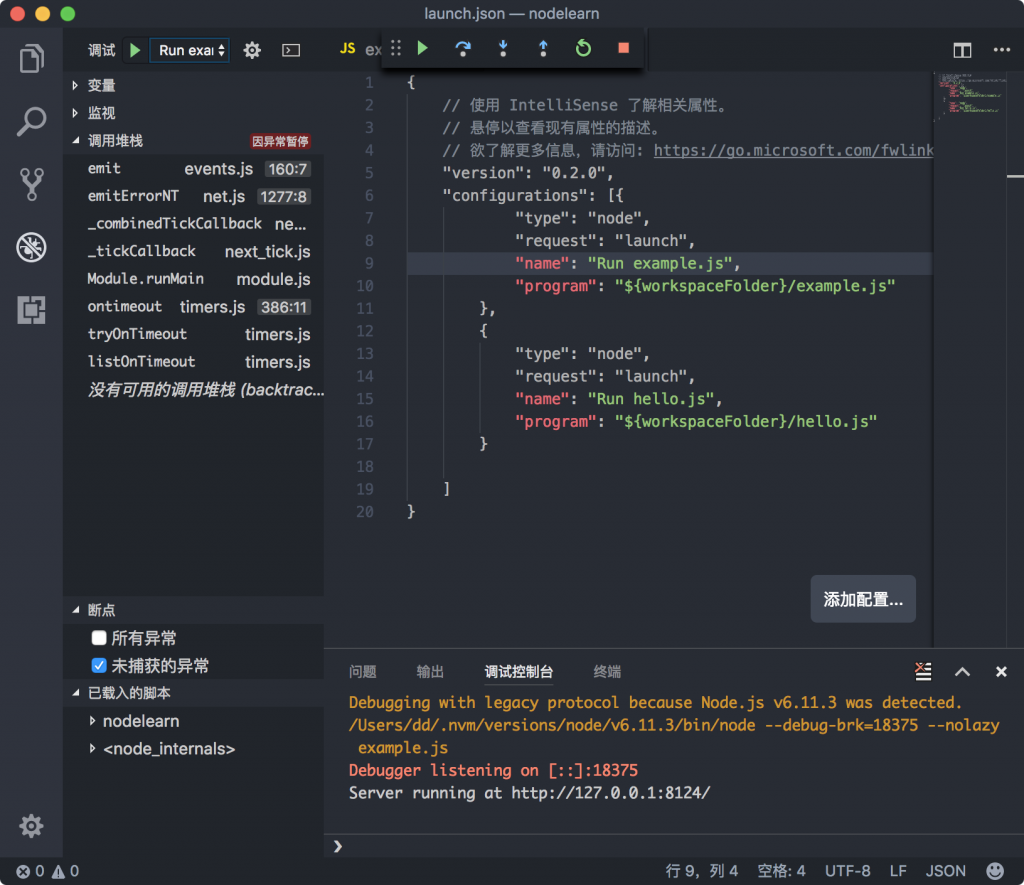 launch.json — nodelearn
调试 Run exai
JS ex
变量
监视
调用堆栈 因异常暂停
emit events.js 160:7
emitErrorNT net.js 1277:8
_combinedTickCallback ne...
_tickCallback next_tick.js
Module.runMain module.js
ontimeout timers.js 386:11
tryOnTimeout timers.js
listOnTimeout timers.js
没有可用的调用堆栈 (backtrac...
断点
所有异常
未捕获的异常
已载入的脚本
nodelearn
<node_internals>
1 {
2 // 使用 IntelliSense 了解相关属性。
3 // 悬停以查看现有属性的描述。
4 // 欲了解更多信息，请访问: https://go.microsoft.com/fwlink
5 "version": "0.2.0",
6 "configurations": [{
7 "type": "node",
8 "request": "launch",
9 "name": "Run example.js",
10 "program": "${workspaceFolder}/example.js"
11 },
12 {
13 "type": "node",
14 "request": "launch",
15 "name": "Run hello.js",
16 "program": "${workspaceFolder}/hello.js"
17 }
18
19 ]
20 }
添加配置...
问题 输出 调试控制台 终端
Debugging with legacy protocol because Node.js v6.11.3 was detected.
/Users/dd/.nvm/versions/node/v6.11.3/bin/node --debug-brk=18375 --nolazy
example.js
Debugger listening on [::]:18375
Server running at http://127.0.0.1:8124/
❯
0 0 行 9，列 4 空格: 4 UTF-8 LF JSON